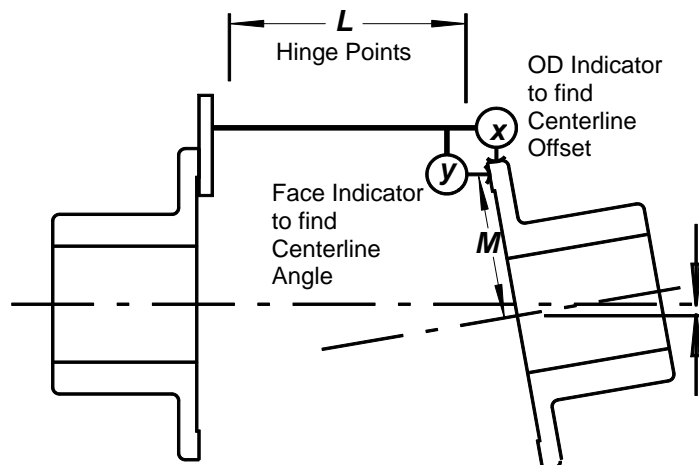 L
Hinge Points
OD Indicator
to find
Centerline
Offset
x
y
Face Indicator
to find
Centerline
Angle
M